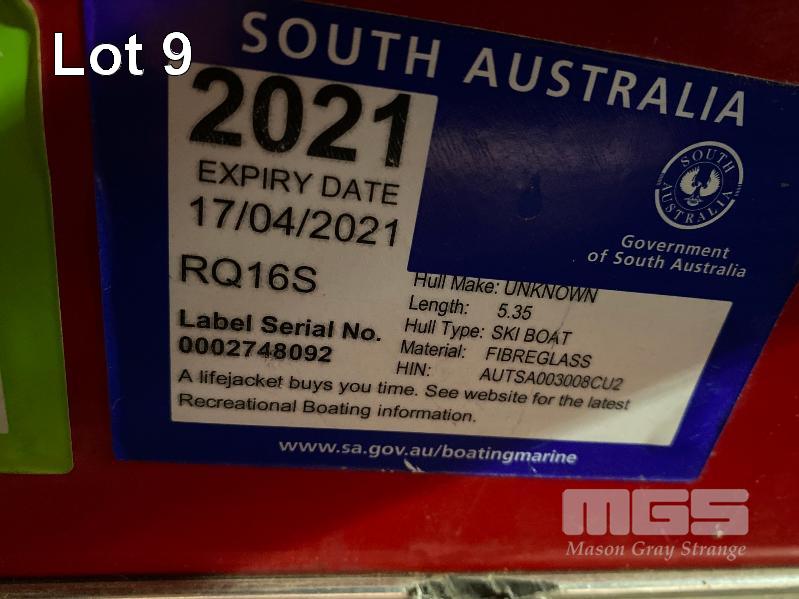 Lot 9
SOUTH AUSTRALIA
2021
EXPIRY DATE
17/04/2021
RQ16S
Label Serial No.
0002748092
SOUTH
AUSTRALIA
Government
of South Australia
Hull Make: UNKNOWN
Length: 5.35
Hull Type: SKI BOAT
Material: FIBREGLASS
HIN: AUTSA003008CU2
A lifejacket buys you time. See website for the latest
Recreational Boating information.
www.sa.gov.au/boatingmarine
MGS
Mason Gray Strange